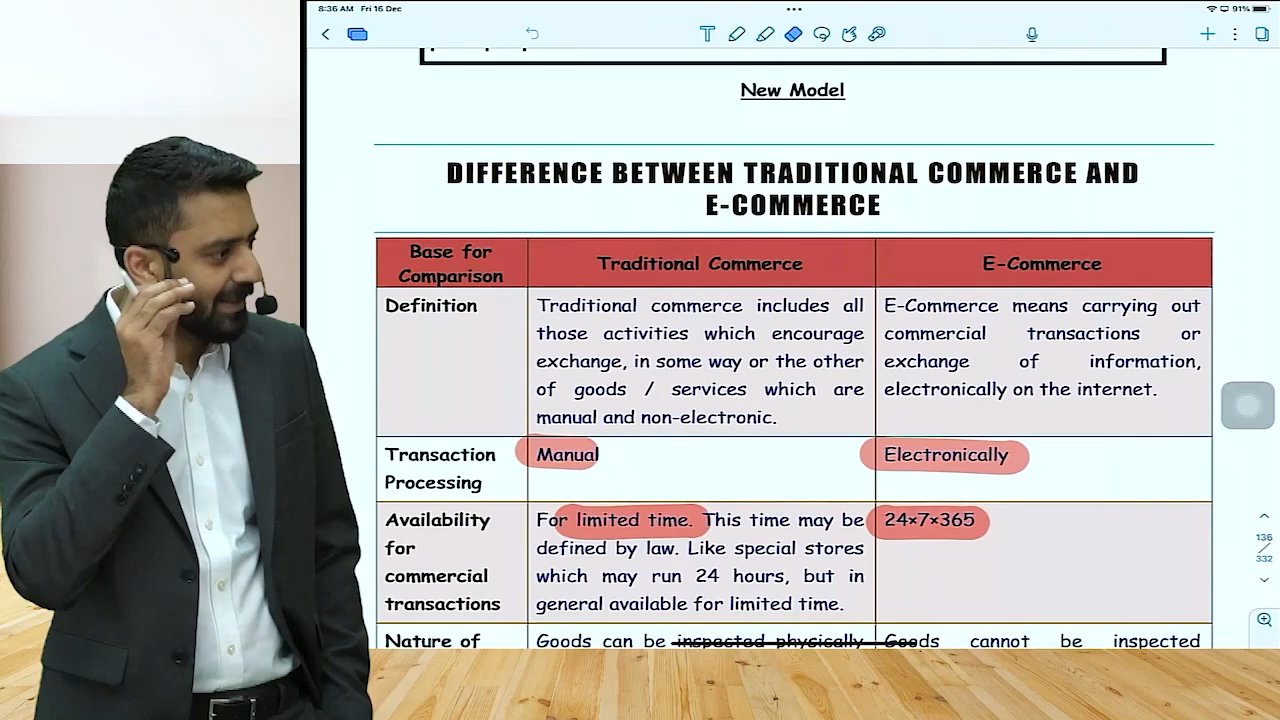 8:36 AM Fri 16 Dec
91%
New Model
DIFFERENCE BETWEEN TRADITIONAL COMMERCE AND
E-COMMERCE
Base for
Comparison
Traditional Commerce
E-Commerce
Definition
Traditional commerce includes all
those activities which encourage
exchange, in some way or the other
of goods / services which are
manual and non-electronic.
E-Commerce means carrying out
commercial transactions or
exchange of information,
electronically on the internet.
Transaction
Processing
Manual
Electronically
Availability
for
commercial
transactions
For limited time. This time may be
defined by law. Like special stores
which may run 24 hours, but in
general available for limited time.
24×7×365
Nature of
Goods can be inspected physically
Goods cannot be inspected
136
332